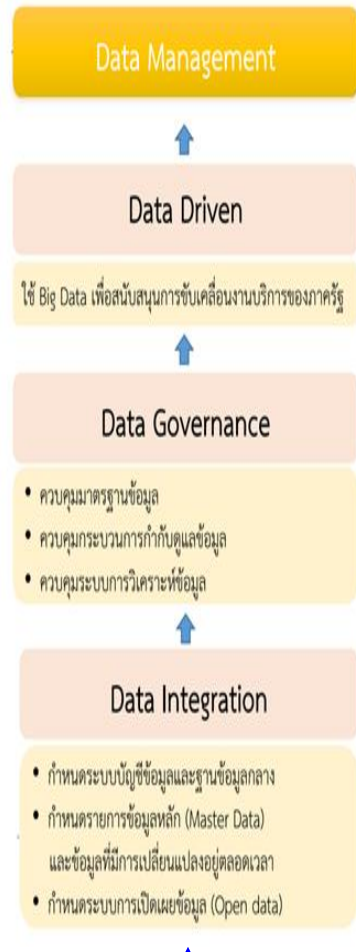 Data Management
Data Driven
ใช้ Big Data เพื่อสนับสนุนการขับเคลื่อนงานบริการของภาครัฐ
Data Governance
• ควบคุมมาตรฐานข้อมูล
• ควบคุมกระบวนการกำกับดูแลข้อมูล
• ควบคุมระบบการวิเคราะห์ข้อมูล
Data Integration
• กำหนดระบบบัญชีข้อมูลและฐานข้อมูลกลาง
• กำหนดรายการข้อมูลหลัก (Master Data)
และข้อมูลที่มีการเปลี่ยนแปลงอยู่ตลอดเวลา
• กำหนดระบบการเปิดเผยข้อมูล (Open data)